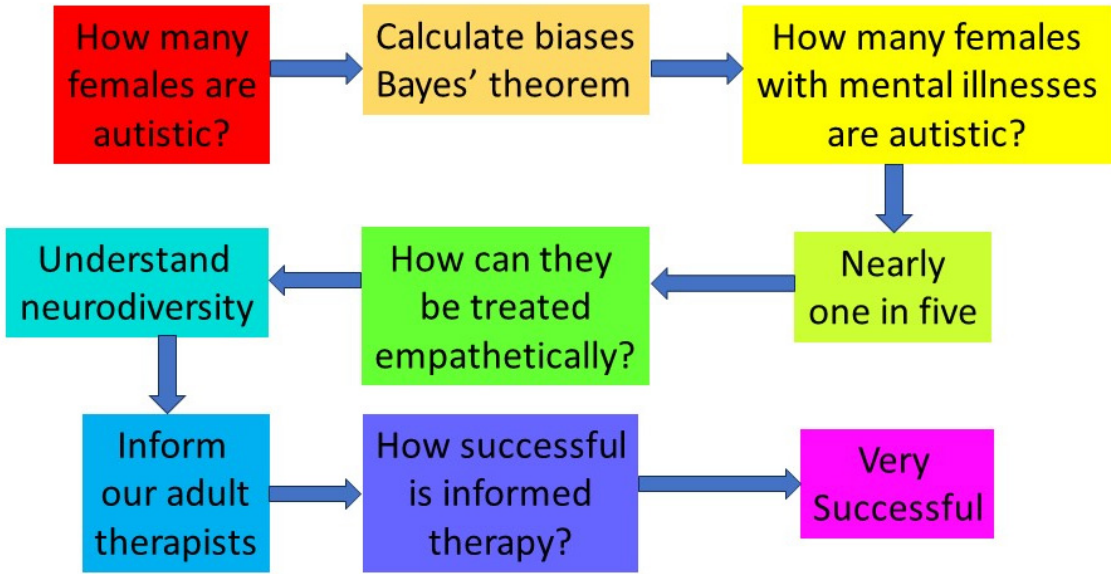 How many
females are
autistic?
Calculate biases
Bayes’ theorem
How many females
with mental illnesses
are autistic?
Nearly
one in five
How can they
be treated
empathetically?
Understand
neurodiversity
Inform
our adult
therapists
How successful
is informed
therapy?
Very
Successful